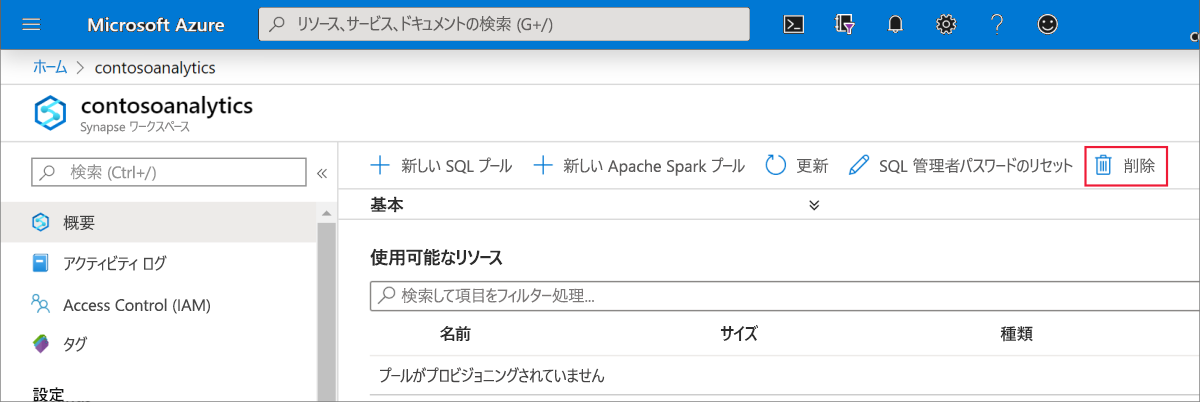 Microsoft Azure
リソース、サービス、ドキュメントの検索 (G+/)
ホーム > contosoanalytics
contosoanalytics
Synapse ワークスペース
検索 (Ctrl+/)
«
新しい SQL プール
新しい Apache Spark プール
更新
SQL 管理者パスワードのリセット
削除
基本
概要
アクティビティ ログ
Access Control (IAM)
タグ
設定
使用可能なリソース
検索して項目をフィルター処理...
名前 サイズ 種類
プールがプロビジョニングされていません